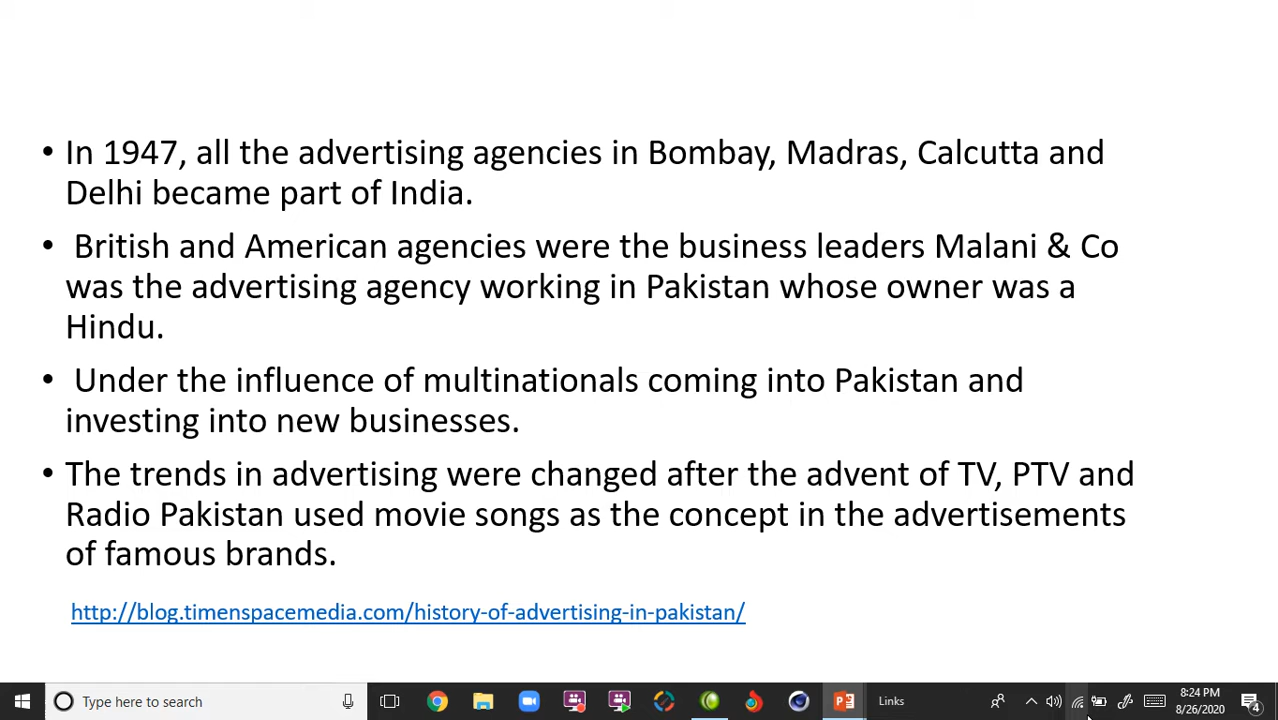 • In 1947, all the advertising agencies in Bombay, Madras, Calcutta and
Delhi became part of India.
• British and American agencies were the business leaders Malani & Co
was the advertising agency working in Pakistan whose owner was a
Hindu.
• Under the influence of multinationals coming into Pakistan and
investing into new businesses.
• The trends in advertising were changed after the advent of TV, PTV and
Radio Pakistan used movie songs as the concept in the advertisements
of famous brands.
http://blog.timenspacemedia.com/history-of-advertising-in-pakistan/
Type here to search
Links
8:24 PM
8/26/2020
4